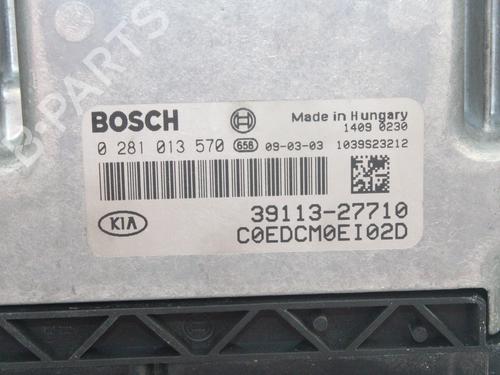 B-PARTS
BOSCH
Made in Hungary
1409 0230
0 281 013 570 658 09-03-03 1039S23212
39113-27710
KIA
C0EDCM0EI02D